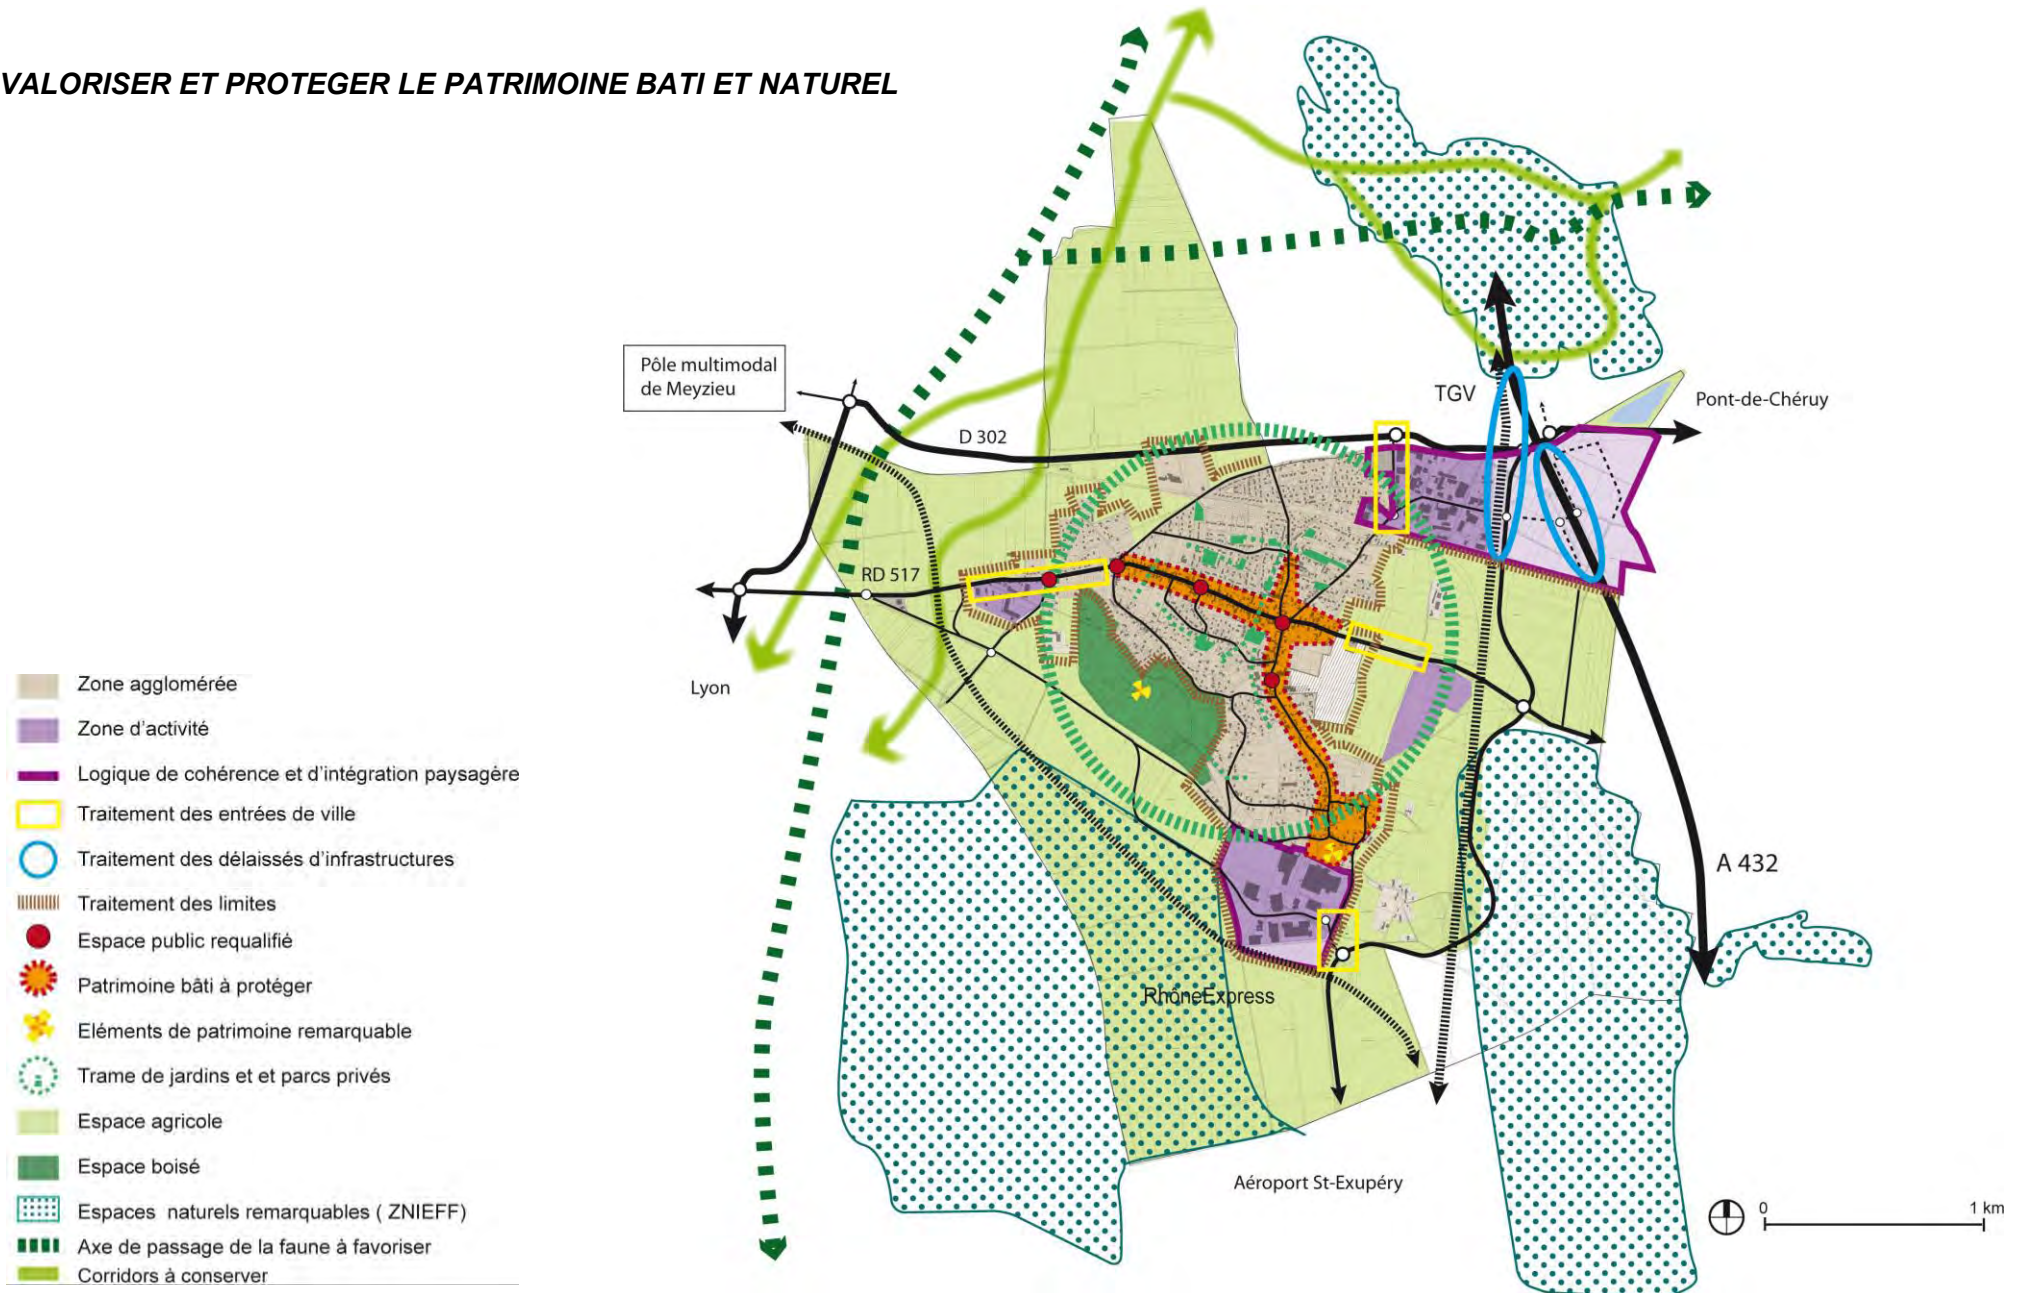 VALORISER ET PROTEGER LE PATRIMOINE BATI ET NATUREL
Pôle multimodal
de Meyzieu
D 302
TGV
Pont-de-Chéruy
RD 517
Lyon
A 432
RhôneExpress
Aéroport St-Exupéry
0
1 km
Zone agglomérée
Zone d'activité
Logique de cohérence et d'intégration paysagère
Traitement des entrées de ville
Traitement des délaissés d'infrastructures
Traitement des limites
Espace public requalifié
Patrimoine bâti à protéger
Eléments de patrimoine remarquable
Trame de jardins et et parcs privés
Espace agricole
Espace boisé
Espaces naturels remarquables ( ZNIEFF)
Axe de passage de la faune à favoriser
Corridors à conserver